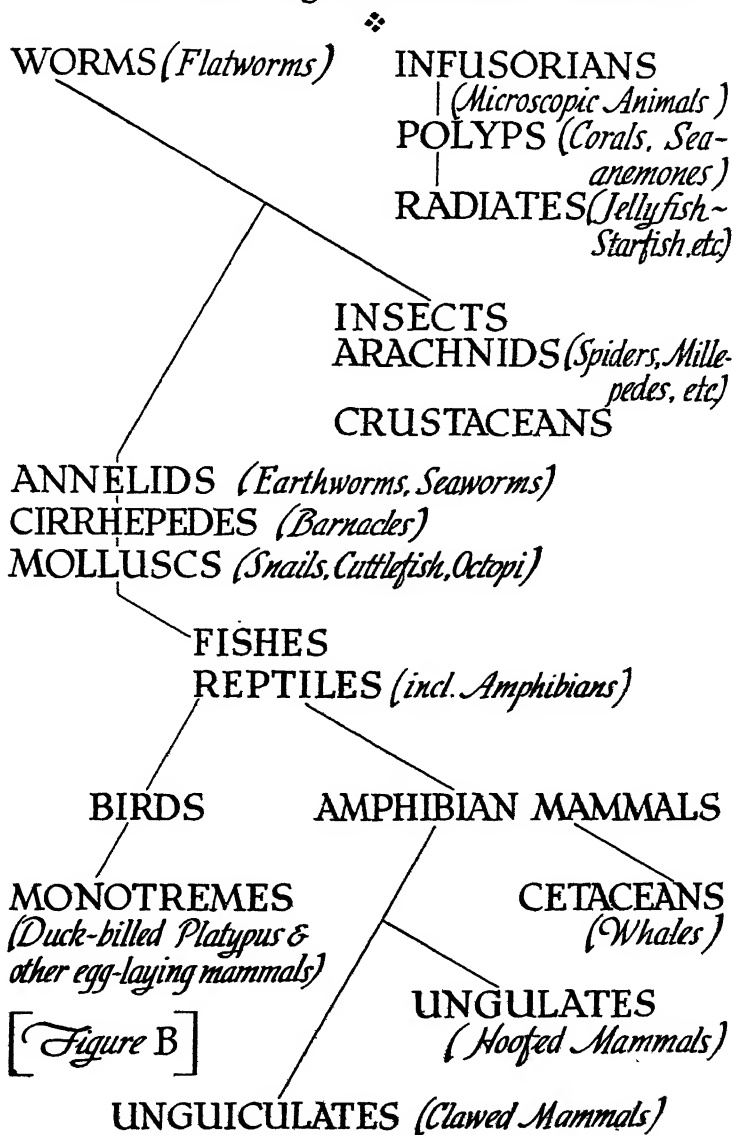 WORMS (Flatworms)
INFUSORIANS
(Microscopic Animals)
POLYPS (Corals, Sea-
anemones)
RADIATES (Jellyfish~
Starfish, etc)
INSECTS
ARACHNIDS (Spiders, Mille-
pedes, etc)
CRUSTACEANS
ANNELIDS (Earthworms, Seaworms)
CIRRHEPEDES (Barnacles)
MOLLUSCS (Snails, Cuttlefish, Octopi)
FISHES
REPTILES (incl. Amphibians)
BIRDS
AMPHIBIAN MAMMALS
MONOTREMES
(Duck-billed Platypus &
other egg-laying mammals)
CETACEANS
(Whales)
UNGULATES
(Hoofed Mammals)
[Figure B]
UNGUICULATES (Clawed Mammals)